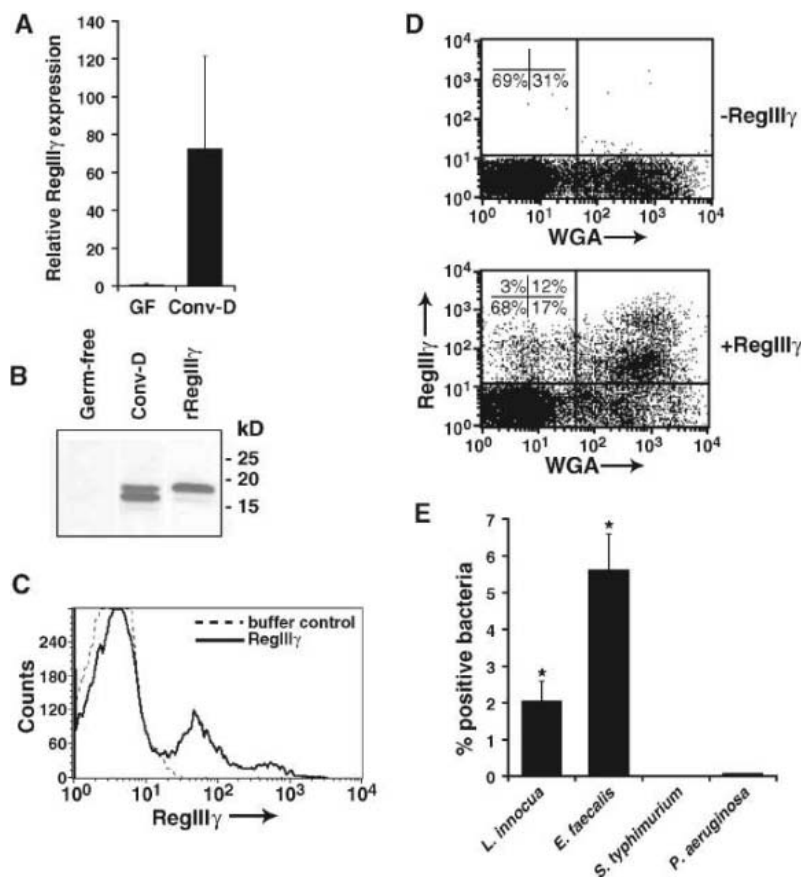 A
Relative RegIIIγ expression
140
120
100
80
60
40
20
0
GF Conv-D
B
Germ-free
Conv-D
rRegIIIγ
kD
- 25
- 20
- 15
C
Counts
240
180
120
60
0
buffer control
RegIIIγ
10⁰ 10¹ 10² 10³ 10⁴
RegIIIγ
D
10⁴
10³
10²
10¹
10⁰
69% 31%
-RegIIIγ
10⁰ 10¹ 10² 10³ 10⁴
WGA
RegIIIγ
10⁴
10³
10²
10¹
10⁰
3% 12%
68% 17%
+RegIIIγ
10⁰ 10¹ 10² 10³ 10⁴
WGA
E
% positive bacteria
7
6
5
4
3
2
1
0
*
*
L. innocua
E. faecalis
S. typhimurium
P. aeruginosa